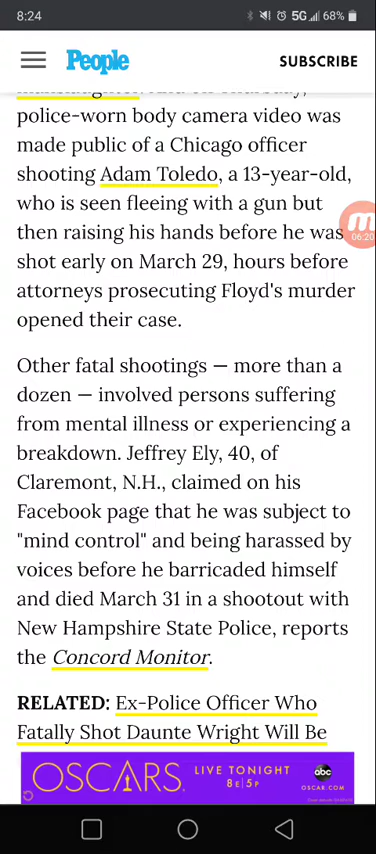 8:24
5G
68%
People
SUBSCRIBE
manslaughter. And on Thursday,
police-worn body camera video was
made public of a Chicago officer
shooting Adam Toledo, a 13-year-old,
who is seen fleeing with a gun but
then raising his hands before he was
06:20
shot early on March 29, hours before
attorneys prosecuting Floyd's murder
opened their case.
Other fatal shootings — more than a
dozen — involved persons suffering
from mental illness or experiencing a
breakdown. Jeffrey Ely, 40, of
Claremont, N.H., claimed on his
Facebook page that he was subject to
"mind control" and being harassed by
voices before he barricaded himself
and died March 31 in a shootout with
New Hampshire State Police, reports
the Concord Monitor.
RELATED: Ex-Police Officer Who
Fatally Shot Daunte Wright Will Be
OSCARS. LIVE TONIGHT
8E|5P
abc
OSCAR.COM